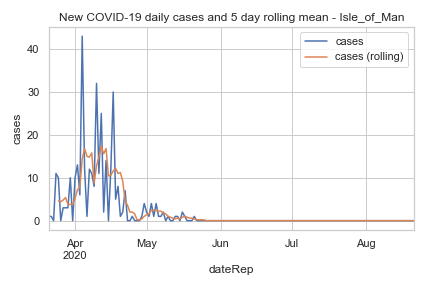 New COVID-19 daily cases and 5 day rolling mean - Isle_of_Man
cases
cases (rolling)
cases
40
30
20
10
0
Apr
2020
May
Jun
Jul
Aug
dateRep